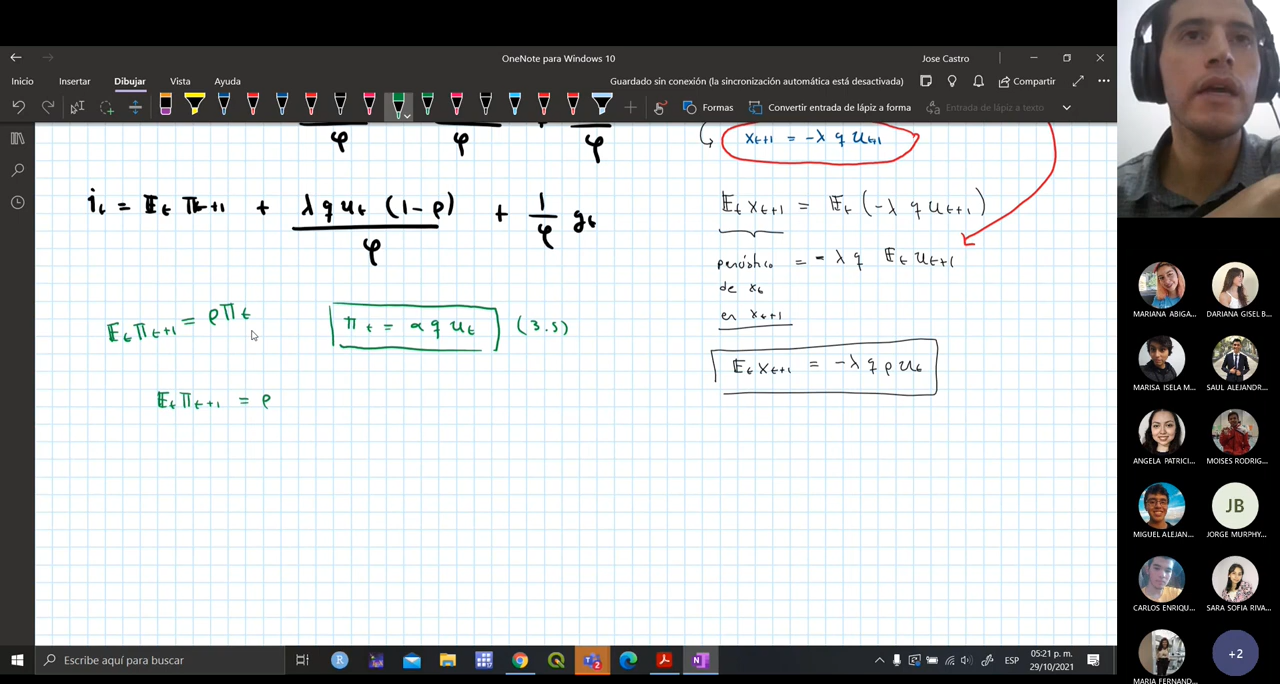 OneNote para Windows 10
Jose Castro
Inicio
Insertar
Dibujar
Vista
Ayuda
Guardado sin conexión (la sincronización automática está desactivada)
Compartir
Formas
Convertir entrada de lápiz a forma
Entrada de lápiz a texto
φ φ φ
i_t = 𝔼_t π_{t+1} + λ q u_t (1-ρ) / φ + 1/φ g_t
𝔼_t π_{t+1} = ρ π_t
π_t = α q u_t (3.5)
𝔼_t π_{t+1} = ρ
x_{t+1} = -λ q u_{t+1}
𝔼_t x_{t+1} = 𝔼_t (-λ q u_{t+1})
= -λ q 𝔼_t u_{t+1}
de x_t
en x_{t+1}
𝔼_t x_{t+1} = -λ q ρ u_t
MARIANA ABIGA...
DARIANA GISEL B...
MARISA ISELA M...
SAUL ALEJANDR...
ANGELA PATRICI...
MOISES RODRIG...
JB
MIGUEL ALEJAN...
JORGE MURPHY...
CARLOS ENRIQU...
SARA SOFIA RIVA...
+2
MARIA FERNAND...
Escribe aquí para buscar
ESP
05:21 p. m.
29/10/2021